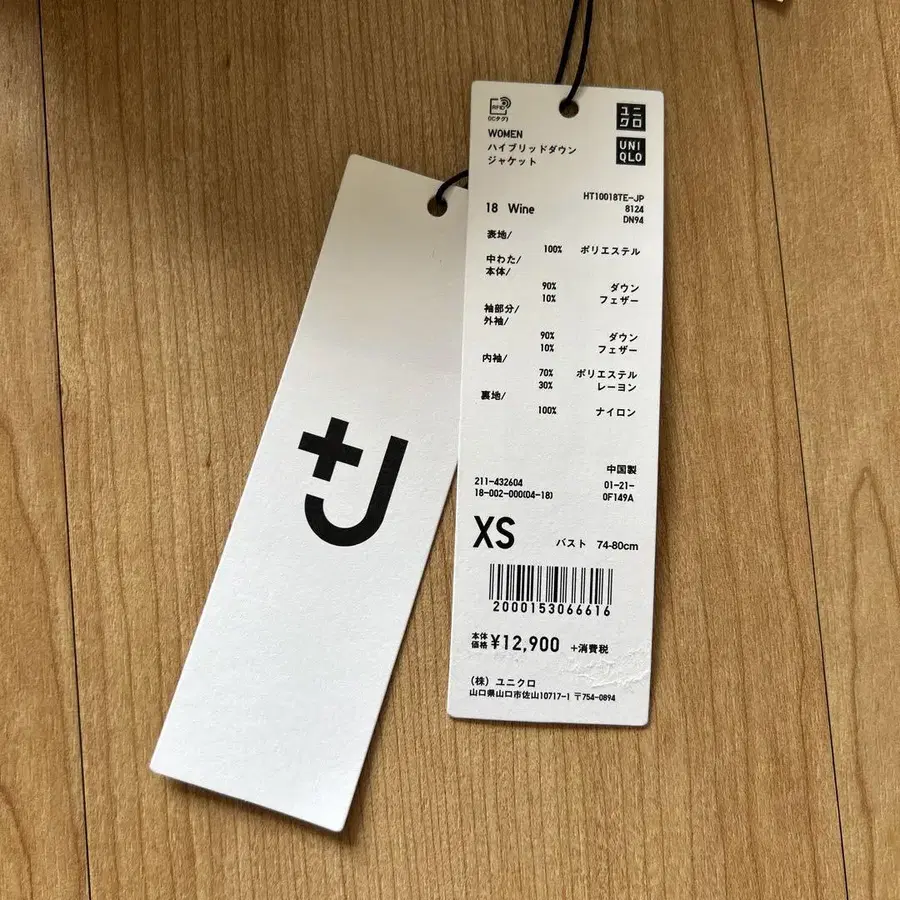 +J
RFID
(ICタグ)
ユニ
クロ
UNI
QLO
WOMEN
ハイブリッドダウン
ジャケット
HT10018TE-JP
18 Wine 8124
DN94
表地/
100% ポリエステル
中わた/
本体/
90% ダウン
10% フェザー
袖部分/
外袖/
90% ダウン
10% フェザー
内袖/
70% ポリエステル
30% レーヨン
裏地/
100% ナイロン
中国製
211-432604 01-21-
18-002-000(04-18) 0F149A
XS バスト 74-80cm
2000153066616
本体価格 ¥12,900 +消費税
(株) ユニクロ
山口県山口市佐山10717-1 〒754-0894